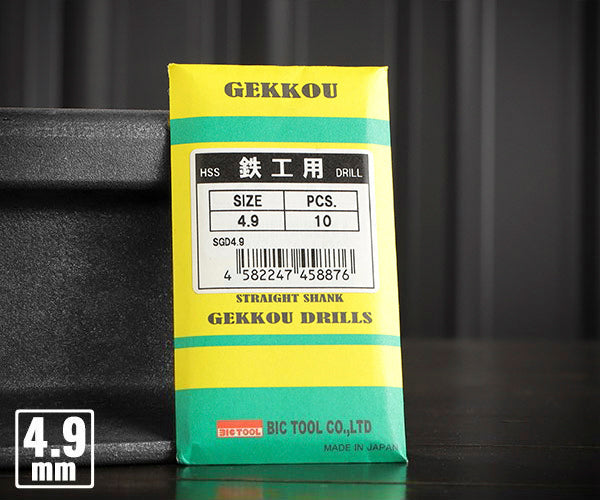 GEKKOU
HSS 鉄工用 DRILL
SIZE PCS.
4.9 10
SGD4.9
4 582247 458876
STRAIGHT SHANK
GEKKOU DRILLS
BICTOOL BIC TOOL CO.,LTD
MADE IN JAPAN
4.9
mm